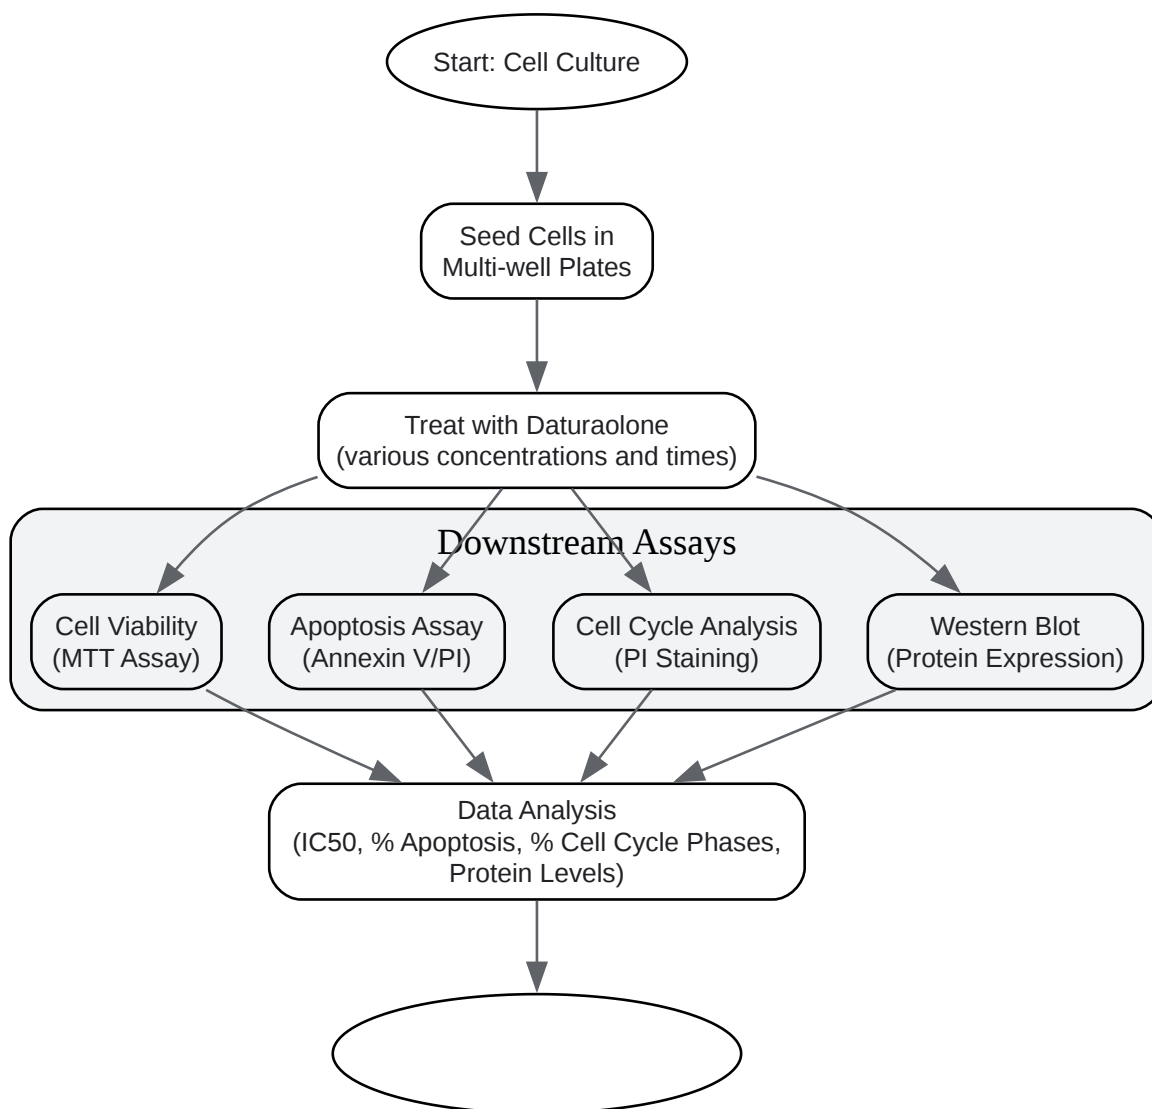 Start: Cell Culture
Seed Cells in
Multi-well Plates
Treat with Daturaolone
(various concentrations and times)
Downstream Assays
Cell Viability
(MTT Assay)
Apoptosis Assay
(Annexin V/PI)
Cell Cycle Analysis
(PI Staining)
Western Blot
(Protein Expression)
Data Analysis
(IC50, % Apoptosis, % Cell Cycle Phases,
Protein Levels)